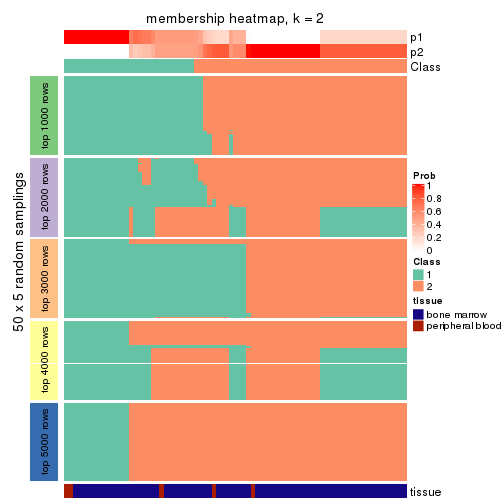 membership heatmap, k = 2
p1
p2
Class
50 x 5 random samplings
top 1000 rows
top 2000 rows
top 3000 rows
top 4000 rows
top 5000 rows
Prob
1
0.8
0.6
0.4
0.2
0
Class
1
2
tissue
bone marrow
peripheral blood
tissue